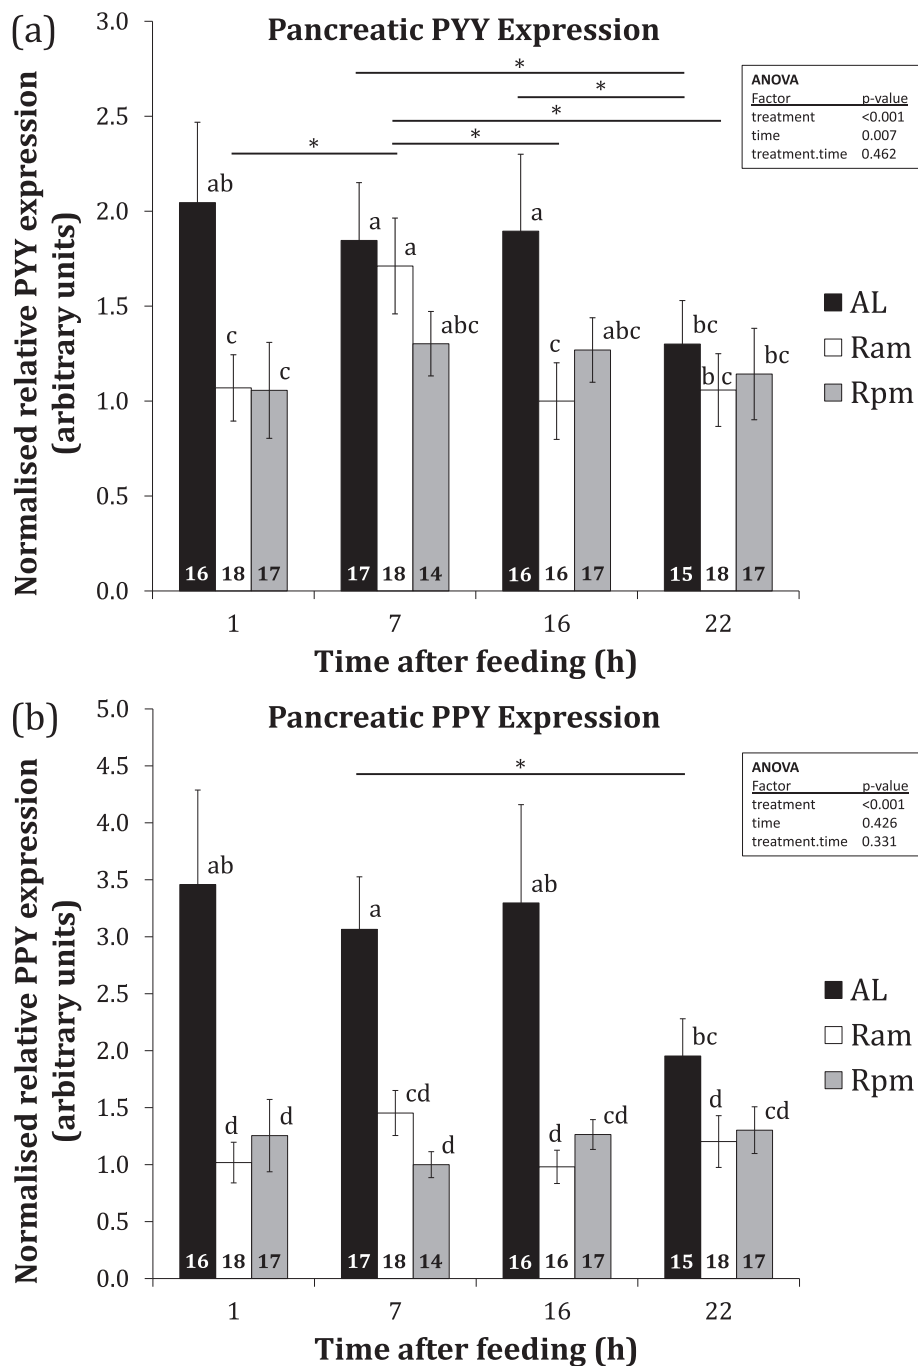 (a)
Pancreatic PYY Expression
Normalised relative PYY expression
(arbitrary units)
3.0
2.5
2.0
1.5
1.0
0.5
0.0
*
*
*
*
*
ANOVA
Factor p-value
treatment <0.001
time 0.007
treatment.time 0.462
ab
c
c
a
a
abc
a
c
abc
bc
bc
bc
AL
Ram
Rpm
16 18 17 17 18 14 16 16 17 15 18 17
1 7 16 22
Time after feeding (h)
(b)
Pancreatic PPY Expression
Normalised relative PPY expression
(arbitrary units)
5.0
4.5
4.0
3.5
3.0
2.5
2.0
1.5
1.0
0.5
0.0
*
ANOVA
Factor p-value
treatment <0.001
time 0.426
treatment.time 0.331
ab
d
d
a
cd
d
ab
d
cd
bc
d
cd
AL
Ram
Rpm
16 18 17 17 18 14 16 16 17 15 18 17
1 7 16 22
Time after feeding (h)